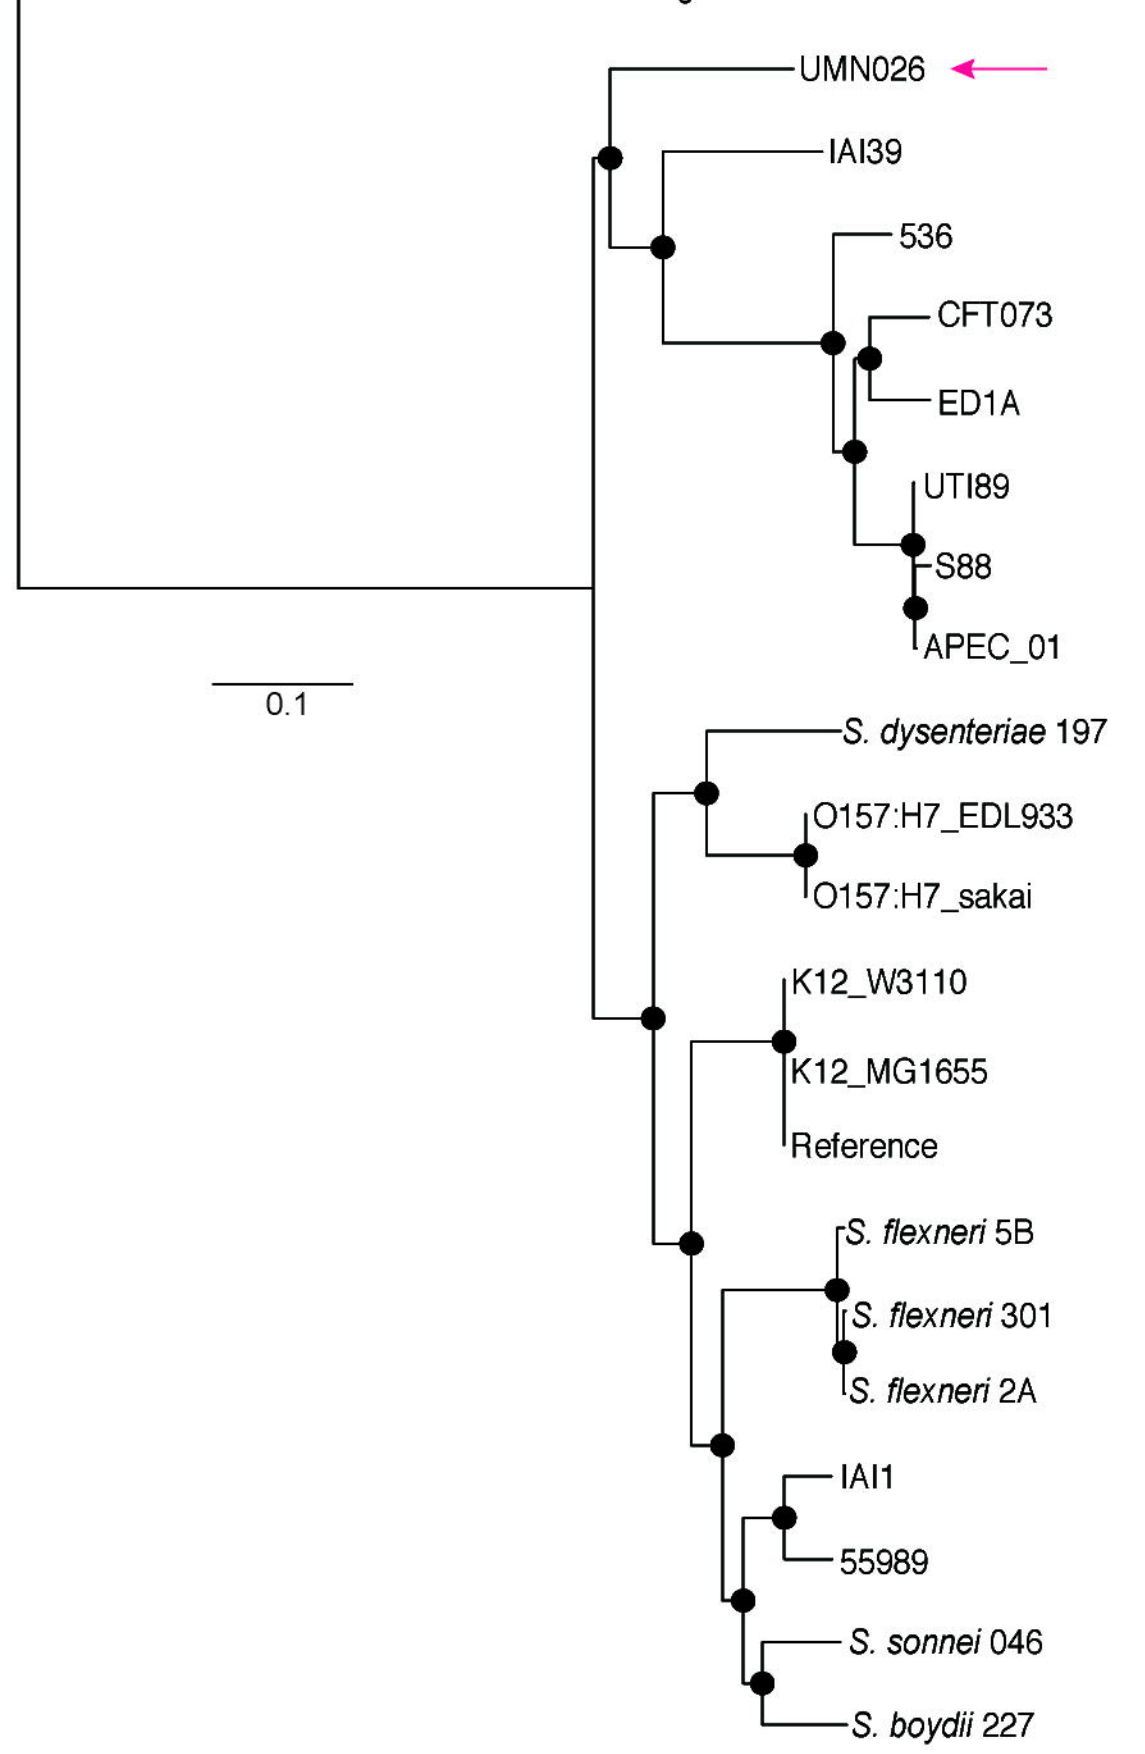 UMN026
IAI39
536
CFT073
ED1A
UTI89
S88
APEC_01
0.1
S. dysenteriae 197
O157:H7_EDL933
O157:H7_sakai
K12_W3110
K12_MG1655
Reference
S. flexneri 5B
S. flexneri 301
S. flexneri 2A
IAI1
55989
S. sonnei 046
S. boydii 227